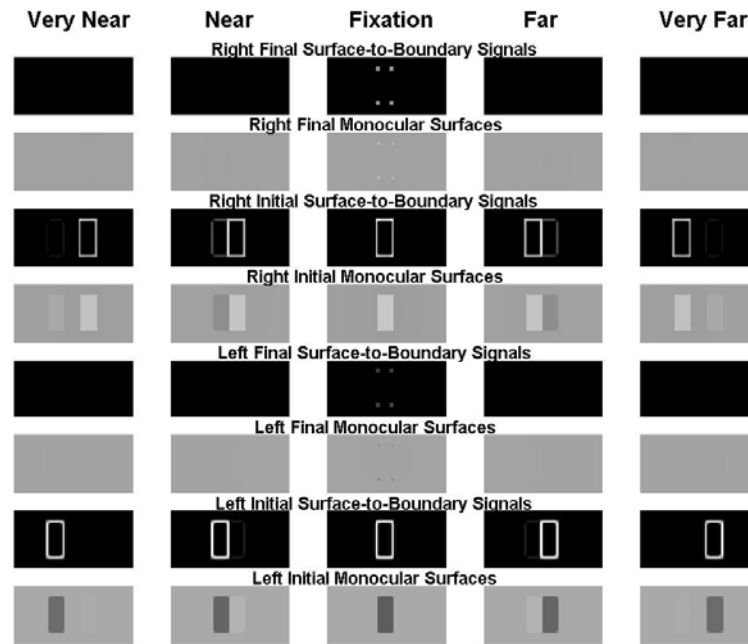 Very Near Near Fixation Far Very Far
Right Final Surface-to-Boundary Signals
Right Final Monocular Surfaces
Right Initial Surface-to-Boundary Signals
Right Initial Monocular Surfaces
Left Final Surface-to-Boundary Signals
Left Final Monocular Surfaces
Left Initial Surface-to-Boundary Signals
Left Initial Monocular Surfaces